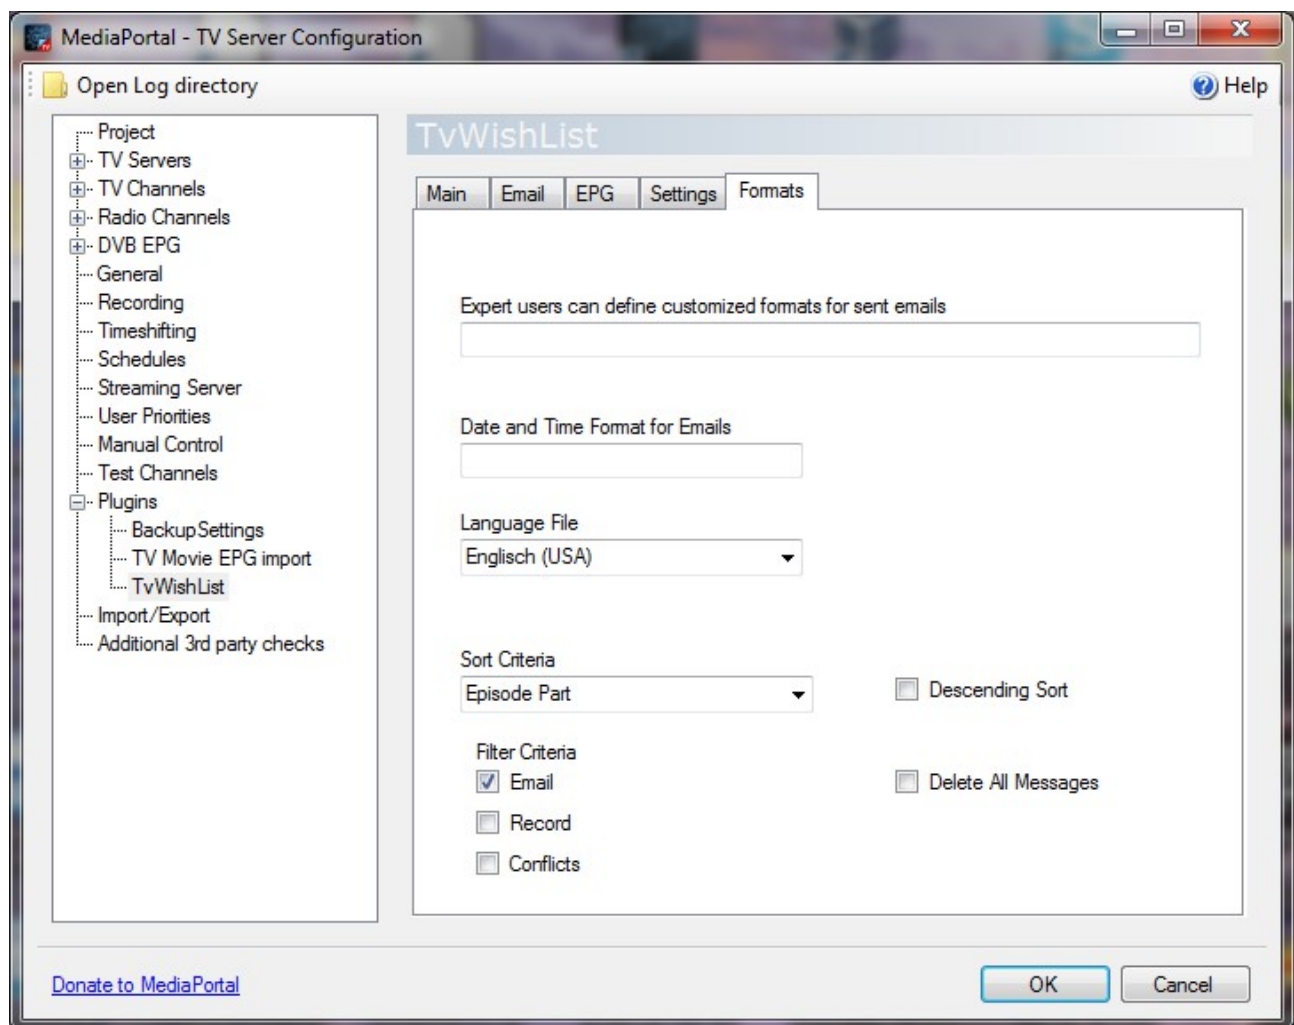 MediaPortal - TV Server Configuration
Open Log directory
Help
Project
TV Servers
TV Channels
Radio Channels
DVB EPG
General
Recording
Timeshifting
Schedules
Streaming Server
User Priorities
Manual Control
Test Channels
Plugins
BackupSettings
TV Movie EPG import
TvWishList
Import/Export
Additional 3rd party checks
TvWishList
Main Email EPG Settings Formats
Expert users can define customized formats for sent emails
Date and Time Format for Emails
Language File
Englisch (USA)
Sort Criteria
Episode Part
Descending Sort
Filter Criteria
Email
Delete All Messages
Record
Conflicts
Donate to MediaPortal
OK
Cancel